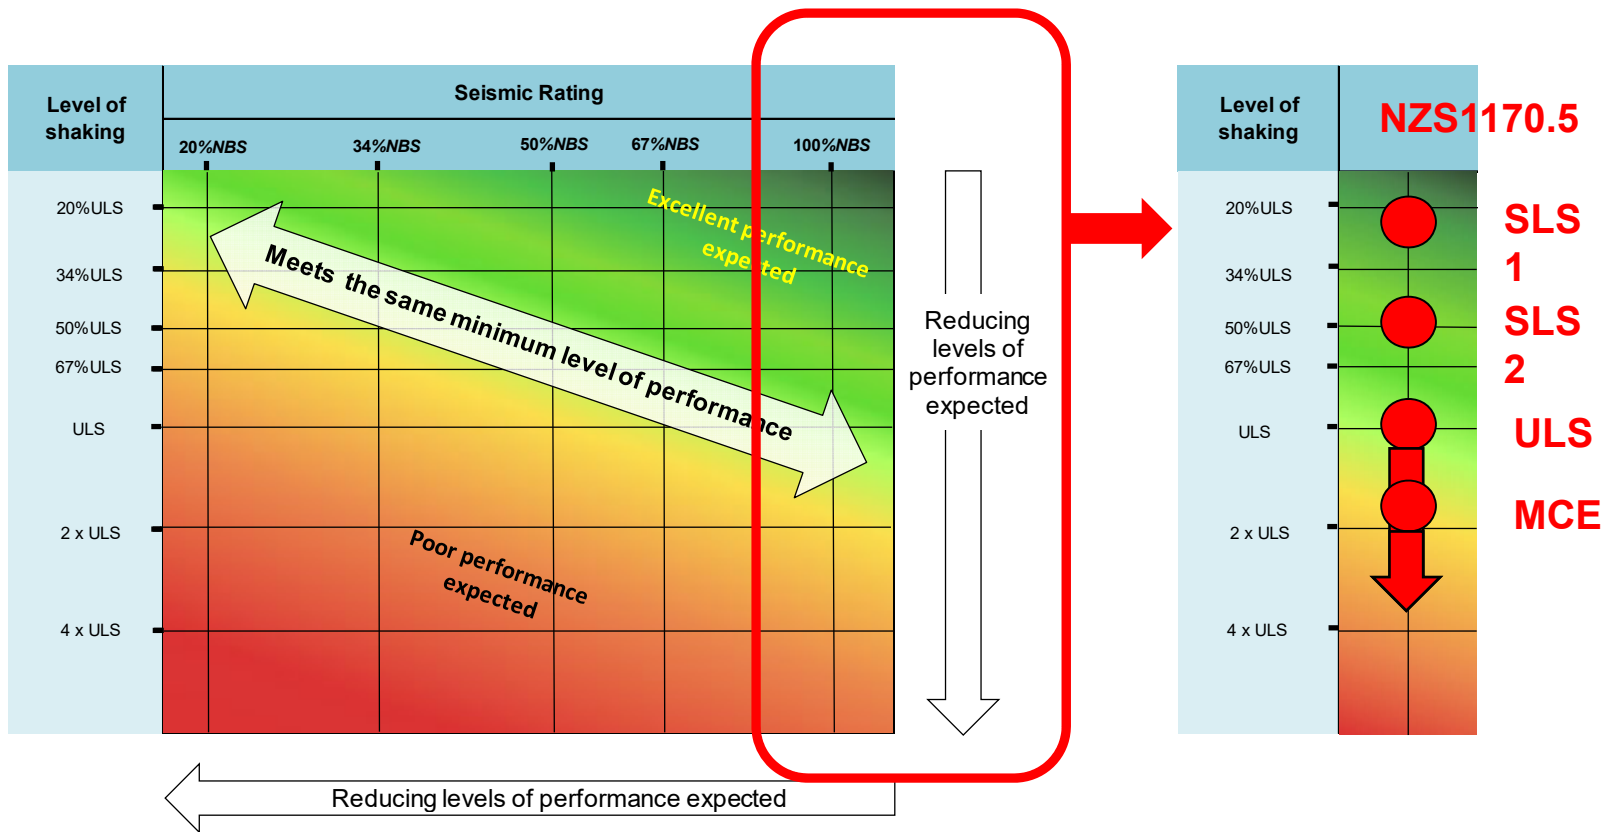 Level of
shaking
Seismic Rating
20%NBS
34%NBS
50%NBS
67%NBS
100%NBS
20%ULS
34%ULS
50%ULS
67%ULS
ULS
2 x ULS
4 x ULS
Excellent performance
expected
Meets the same minimum level of performance
Poor performance
expected
Reducing
levels of
performance
expected
Reducing levels of performance expected
Level of
shaking
NZS1170.5
20%ULS
34%ULS
50%ULS
67%ULS
ULS
2 x ULS
4 x ULS
SLS
1
SLS
2
ULS
MCE